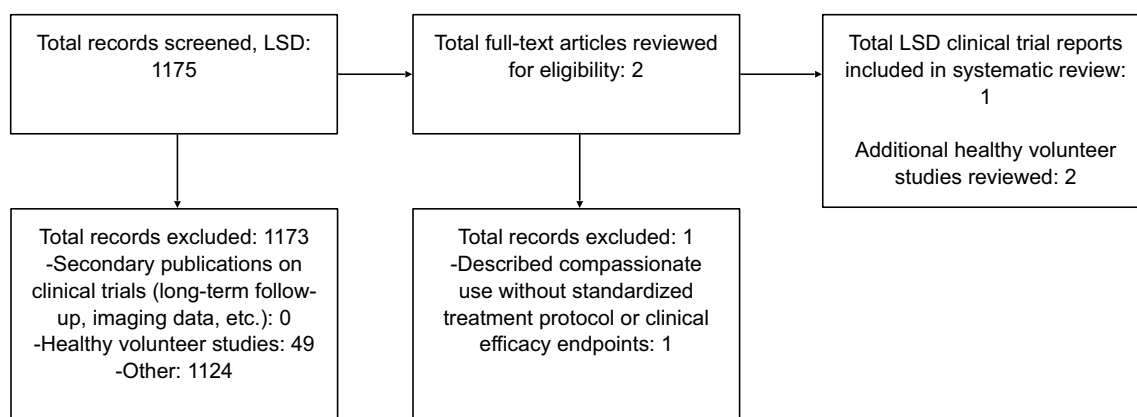 Total records screened, LSD:
1175
Total full-text articles reviewed
for eligibility: 2
Total LSD clinical trial reports
included in systematic review:
1
Additional healthy volunteer
studies reviewed: 2
Total records excluded: 1173
-Secondary publications on
clinical trials (long-term follow-
up, imaging data, etc.): 0
-Healthy volunteer studies: 49
-Other: 1124
Total records excluded: 1
-Described compassionate
use without standardized
treatment protocol or clinical
efficacy endpoints: 1